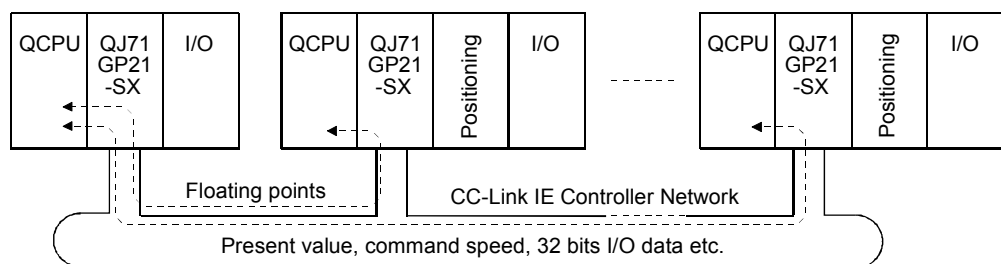 QCPU
QJ71
GP21
-SX
I/O
QCPU
QJ71
GP21
-SX
Positioning
I/O
QCPU
QJ71
GP21
-SX
Positioning
I/O
Floating points
CC-Link IE Controller Network
Present value, command speed, 32 bits I/O data etc.